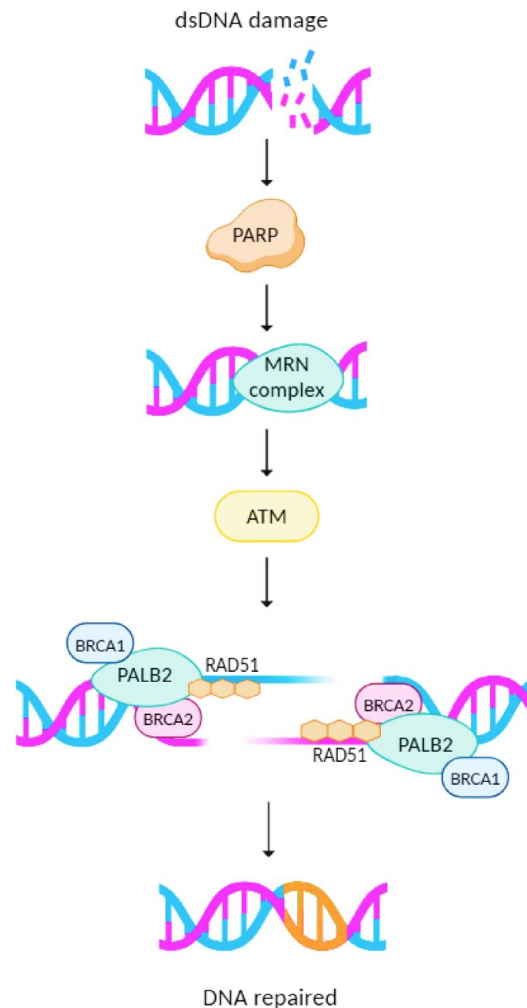 dsDNA damage
PARP
MRN
complex
ATM
BRCA1
PALB2
RAD51
BRCA2
BRCA2
RAD51
PALB2
BRCA1
DNA repaired